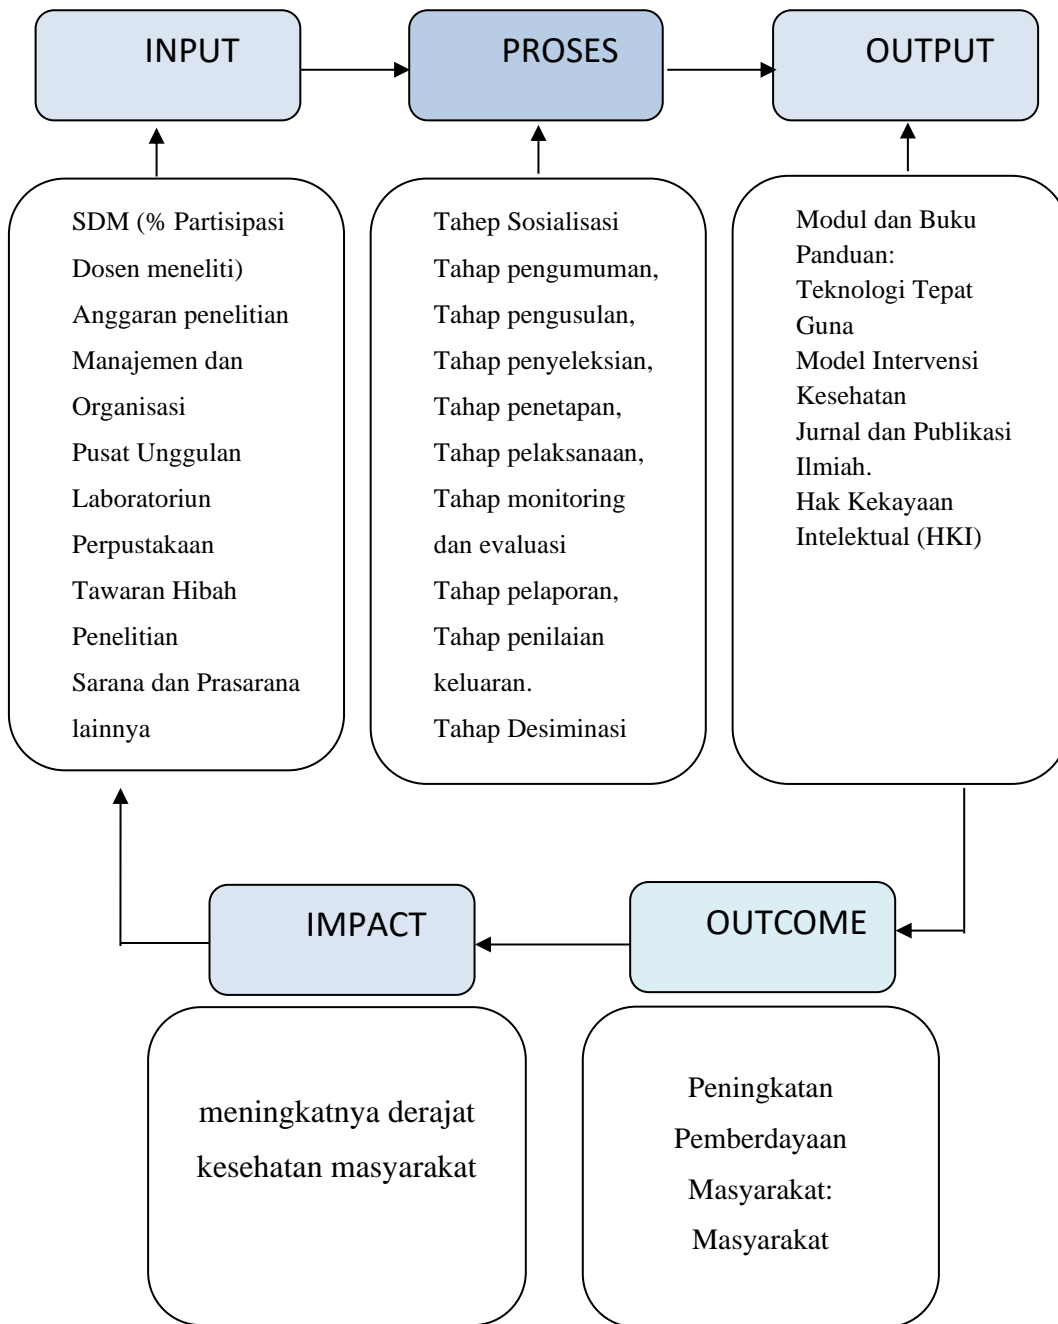 INPUT
PROSES
OUTPUT
SDM (% Partisipasi
Dosen meneliti)
Anggaran penelitian
Manajemen dan
Organisasi
Pusat Unggulan
Laboratoriun
Perpustakaan
Tawaran Hibah
Penelitian
Sarana dan Prasarana
lainnya
Tahep Sosialisasi
Tahap pengumuman,
Tahap pengusulan,
Tahap penyeleksian,
Tahap penetapan,
Tahap pelaksanaan,
Tahap monitoring
dan evaluasi
Tahap pelaporan,
Tahap penilaian
keluaran.
Tahap Desiminasi
Modul dan Buku
Panduan:
Teknologi Tepat
Guna
Model Intervensi
Kesehatan
Jurnal dan Publikasi
Ilmiah.
Hak Kekayaan
Intelektual (HKI)
IMPACT
OUTCOME
meningkatnya derajat
kesehatan masyarakat
Peningkatan
Pemberdayaan
Masyarakat:
Masyarakat